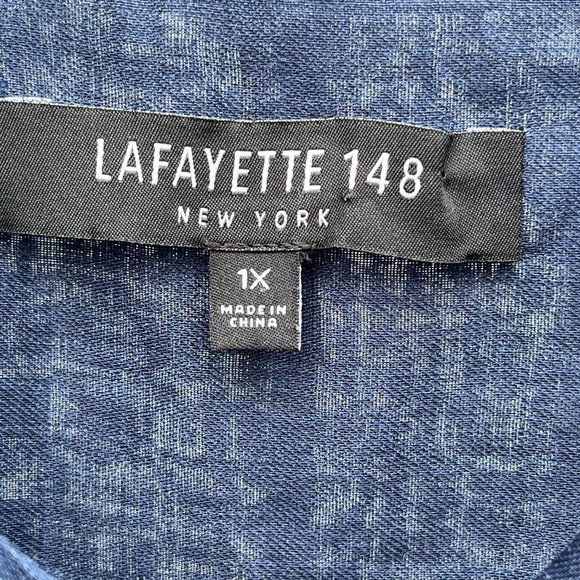 LAFAYETTE 148
NEW YORK
1X
MADE IN
CHINA